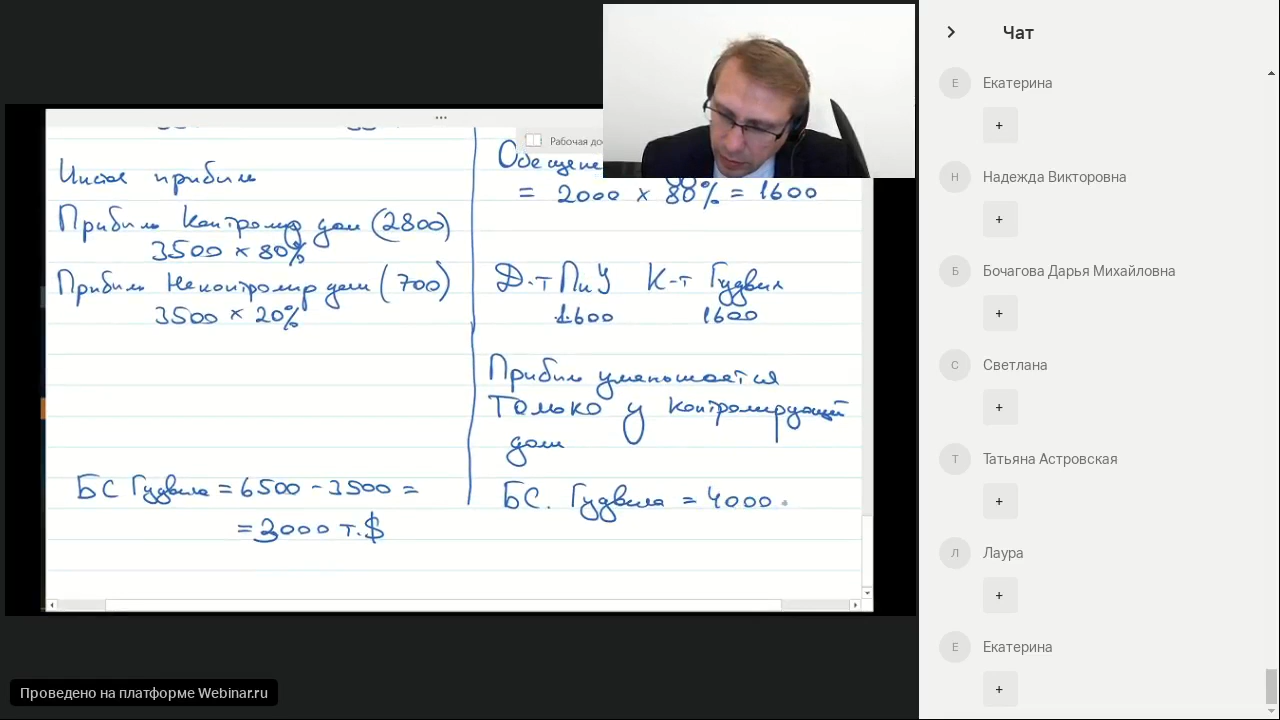 Чистая прибыль
Прибыль контролир доли (2800)
3500 × 80%
Прибыль Неконтролир доли (700)
3500 × 20%
БС Гудвила = 6500 - 3500 =
= 3000 т.$
Рабочая до
= 2000 × 80% = 1600
Д-т ПиУ К-т Гудвил
1600 1600
Прибыль уменьшается
Только у контролирующей
доли
БС. Гудвила = 4000 -
Чат
Е Екатерина
+
Н Надежда Викторовна
+
Б Бочагова Дарья Михайловна
+
С Светлана
+
Т Татьяна Астровская
+
Л Лаура
+
Е Екатерина
+
Проведено на платформе Webinar.ru